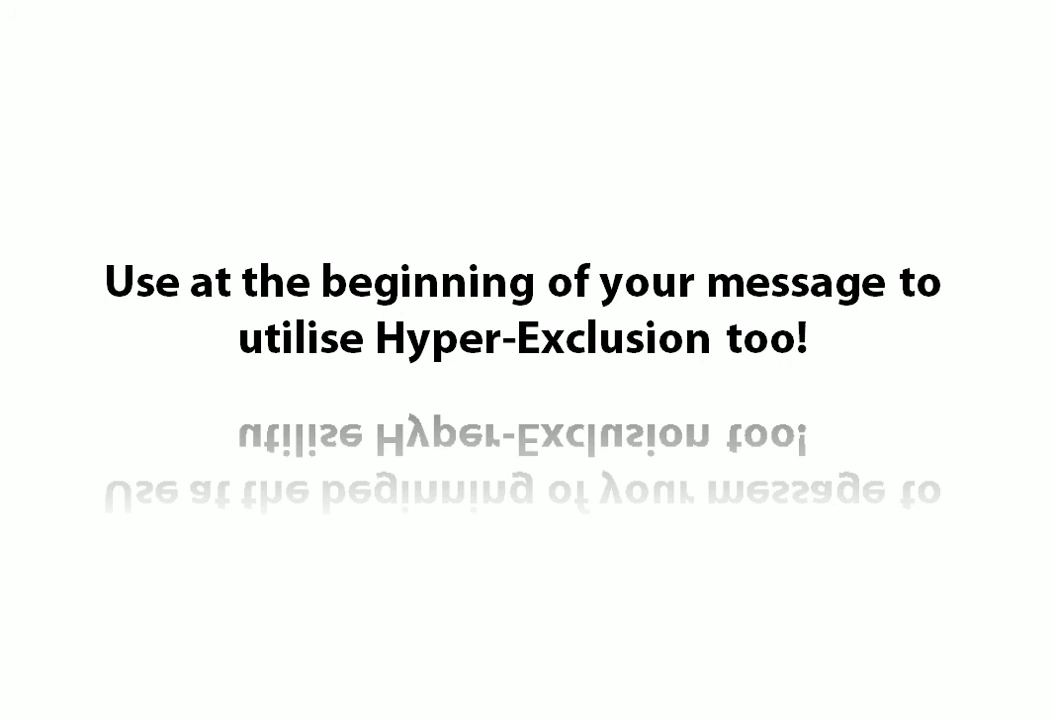 Use at the beginning of your message to
utilise Hyper-Exclusion too!